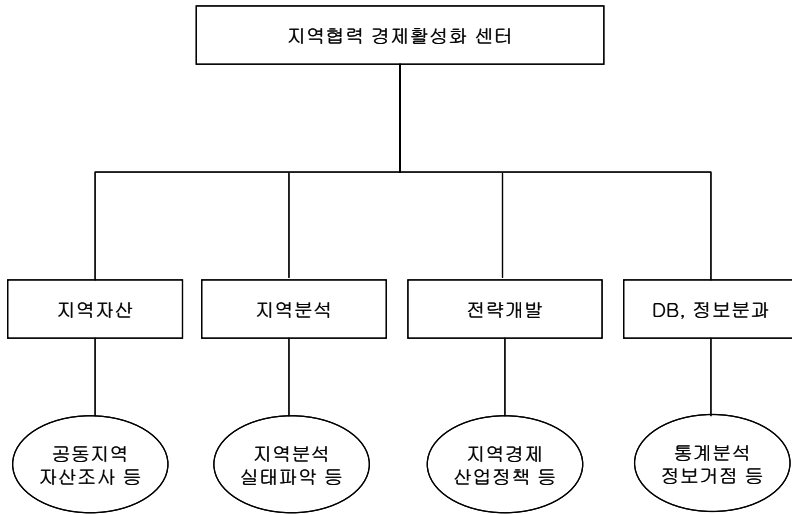 지역협력 경제활성화 센터
지역자산
지역분석
전략개발
DB, 정보분과
공동지역
자산조사 등
지역분석
실태파악 등
지역경제
산업정책 등
통계분석
정보거점 등